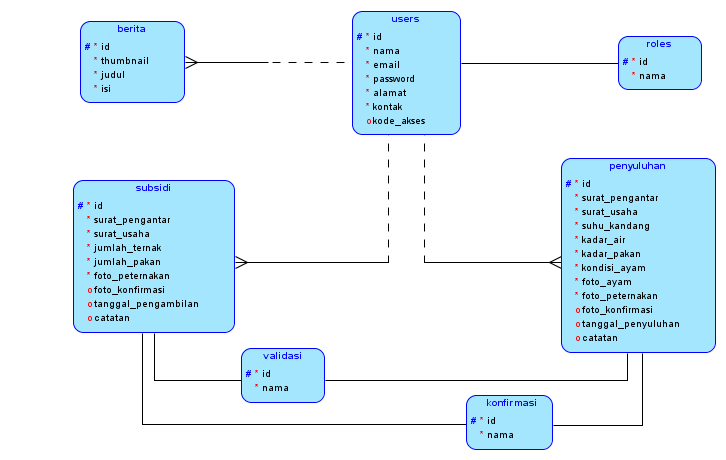 berita
# * id
* thumbnail
* judul
* isi
users
# * id
* nama
* email
* password
* alamat
* kontak
o kode_akses
roles
# * id
* nama
subsidi
# * id
* surat_pengantar
* surat_usaha
* jumlah_ternak
* jumlah_pakan
* foto_peternakan
o foto_konfirmasi
o tanggal_pengambilan
o catatan
penyuluhan
# * id
* surat_pengantar
* surat_usaha
* suhu_kandang
* kadar_air
* kadar_pakan
* kondisi_ayam
* foto_ayam
* foto_peternakan
o foto_konfirmasi
o tanggal_penyuluhan
o catatan
validasi
# * id
* nama
konfirmasi
# * id
* nama